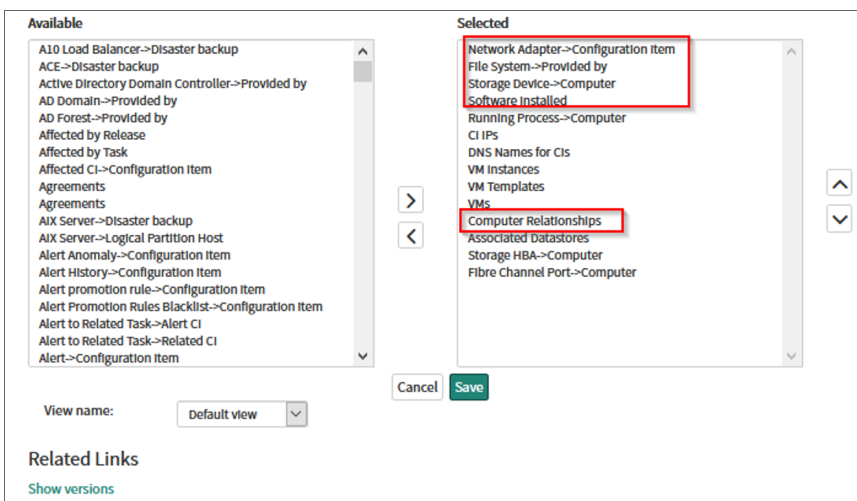 Available
A10 Load Balancer->Disaster backup
ACE->Disaster backup
Active Directory Domain Controller->Provided by
AD Domain->Provided by
AD Forest->Provided by
Affected by Release
Affected by Task
Affected CI->Configuration Item
Agreements
Agreements
AIX Server->Disaster backup
AIX Server->Logical Partition Host
Alert Anomaly->Configuration Item
Alert History->Configuration Item
Alert promotion rule->Configuration Item
Alert Promotion Rules Blacklist->Configuration Item
Alert to Related Task->Alert CI
Alert to Related Task->Related CI
Alert->Configuration Item
Selected
Network Adapter->Configuration Item
File System->Provided by
Storage Device->Computer
Software Installed
Running Process->Computer
CI IPs
DNS Names for CIs
VM Instances
VM Templates
VMs
Computer Relationships
Associated Datastores
Storage HBA->Computer
Fibre Channel Port->Computer
Cancel Save
View name: Default view
Related Links
Show versions